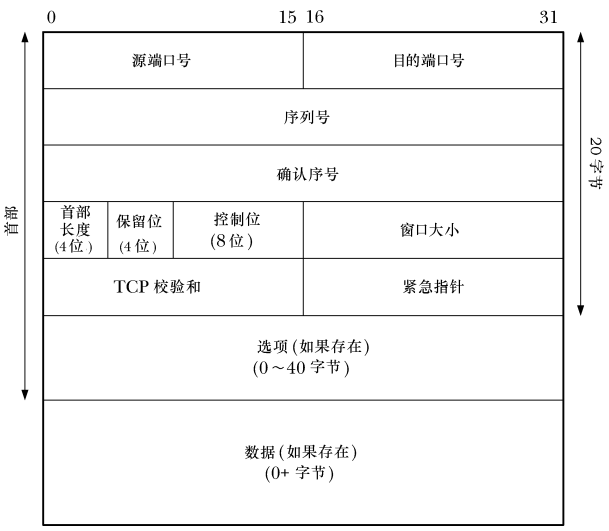 0 15 16 31
源端口号 目的端口号
序列号
确认序号
首部
长度
(4位)
保留位
(4位)
控制位
(8位)
窗口大小
TCP 校验和 紧急指针
选项(如果存在)
(0～40 字节)
数据(如果存在)
(0+ 字节)
首部
20字节